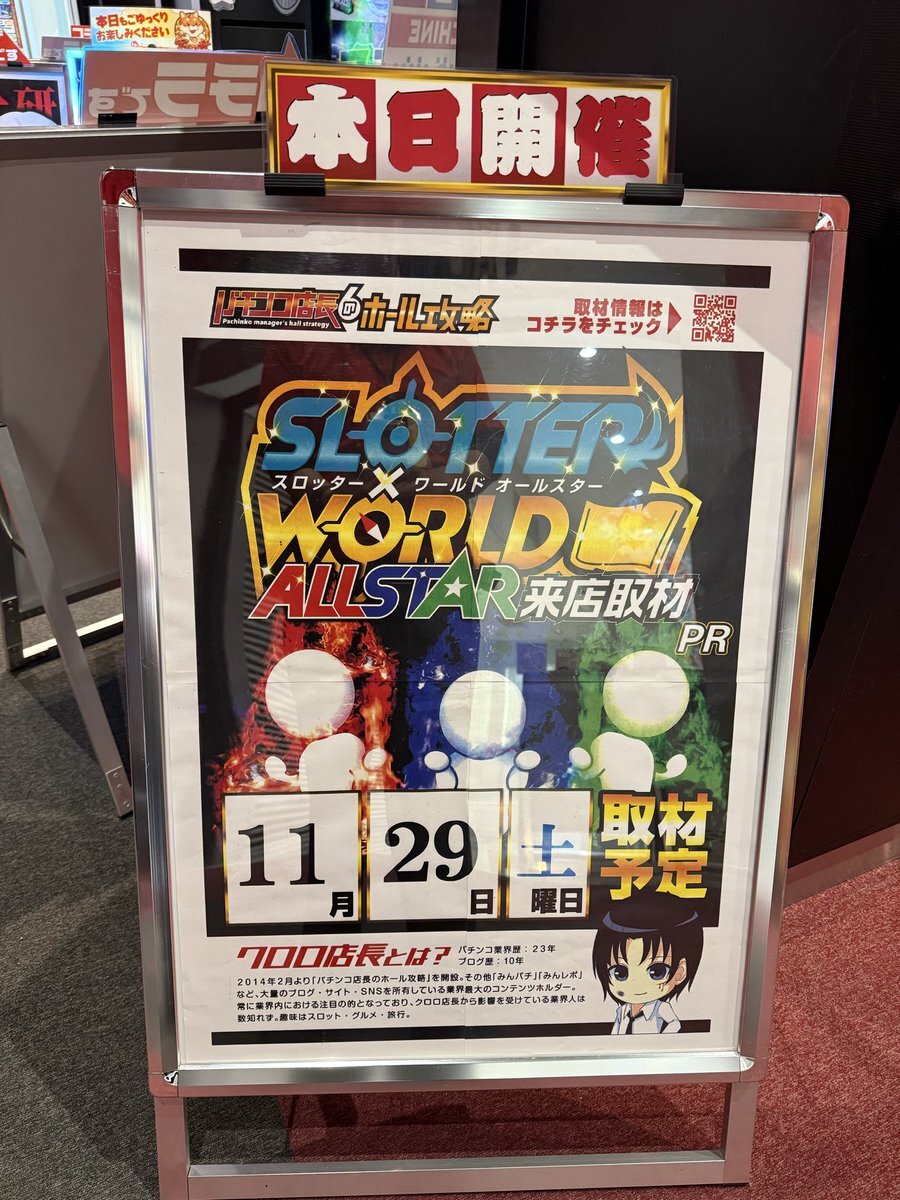 本日もごゆっくり
お楽しみください
CHINE
本日開催
パチンコ店長のホール攻略
Pachinko manager's hall strategy
取材情報は
コチラをチェック
SLOTTER
スロッター×ワールド オールスター
WORLD
ALLSTAR来店取材
PR
11月29日土曜日
取材
予定
クロロ店長とは?
パチンコ業界歴:23年
ブログ歴:10年
2014年2月より「パチンコ店長のホール攻略」を開設。その他「みんパチ」「みんレポ」
など、大量のブログ・サイト・SNSを所有している業界最大のコンテンツホルダー。
常に業界内における注目の的となっており、クロロ店長から影響を受けている業界人は
数知れず。趣味はスロット・グルメ・旅行。